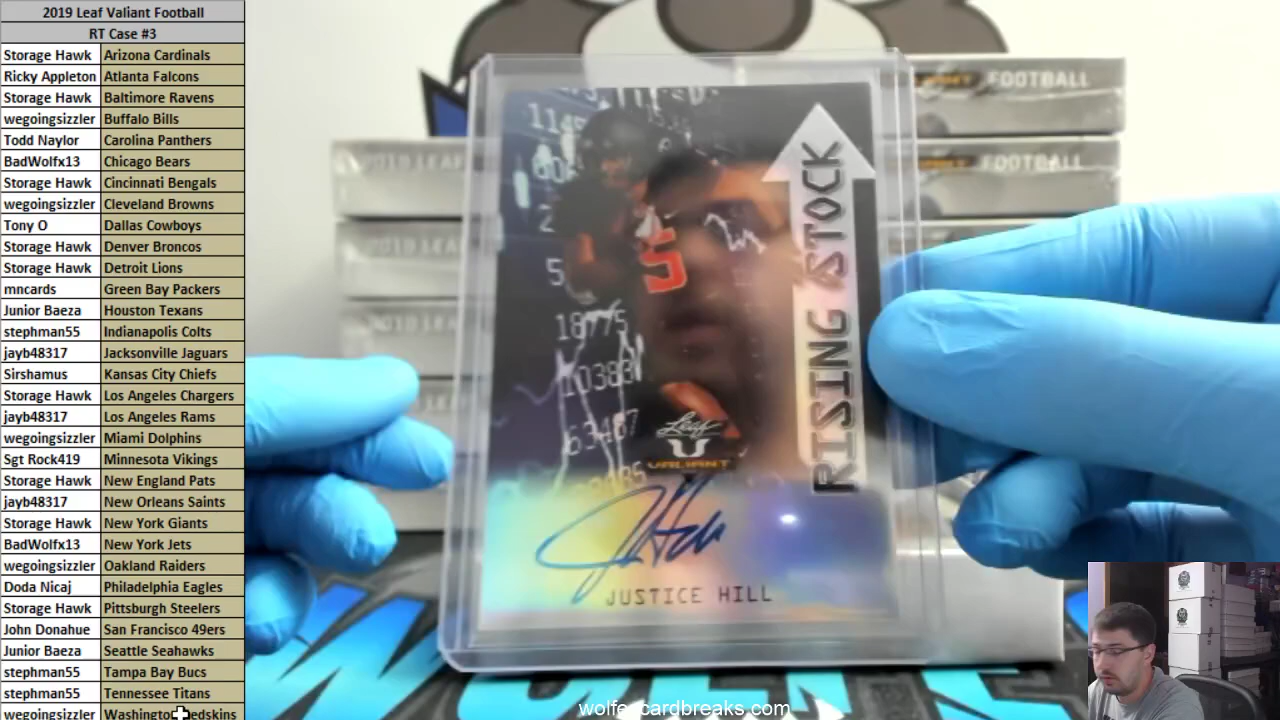 2019 Leaf Valiant Football
RT Case #3
Storage Hawk Arizona Cardinals
Ricky Appleton Atlanta Falcons
Storage Hawk Baltimore Ravens
wegoingsizzler Buffalo Bills
Todd Naylor Carolina Panthers
BadWolfx13 Chicago Bears
Storage Hawk Cincinnati Bengals
wegoingsizzler Cleveland Browns
Tony O Dallas Cowboys
Storage Hawk Denver Broncos
Storage Hawk Detroit Lions
mncards Green Bay Packers
Junior Baeza Houston Texans
stephman55 Indianapolis Colts
jayb48317 Jacksonville Jaguars
Sirshamus Kansas City Chiefs
Storage Hawk Los Angeles Chargers
jayb48317 Los Angeles Rams
wegoingsizzler Miami Dolphins
Sgt Rock419 Minnesota Vikings
Storage Hawk New England Pats
jayb48317 New Orleans Saints
Storage Hawk New York Giants
BadWolfx13 New York Jets
wegoingsizzler Oakland Raiders
Doda Nicaj Philadelphia Eagles
Storage Hawk Pittsburgh Steelers
John Donahue San Francisco 49ers
Junior Baeza Seattle Seahawks
stephman55 Tampa Bay Bucs
stephman55 Tennessee Titans
wegoingsizzler
RISING STOCK
5
18775
Leaf
VALIANT
JUSTICE HILL
FOOTBALL
FOOTBALL